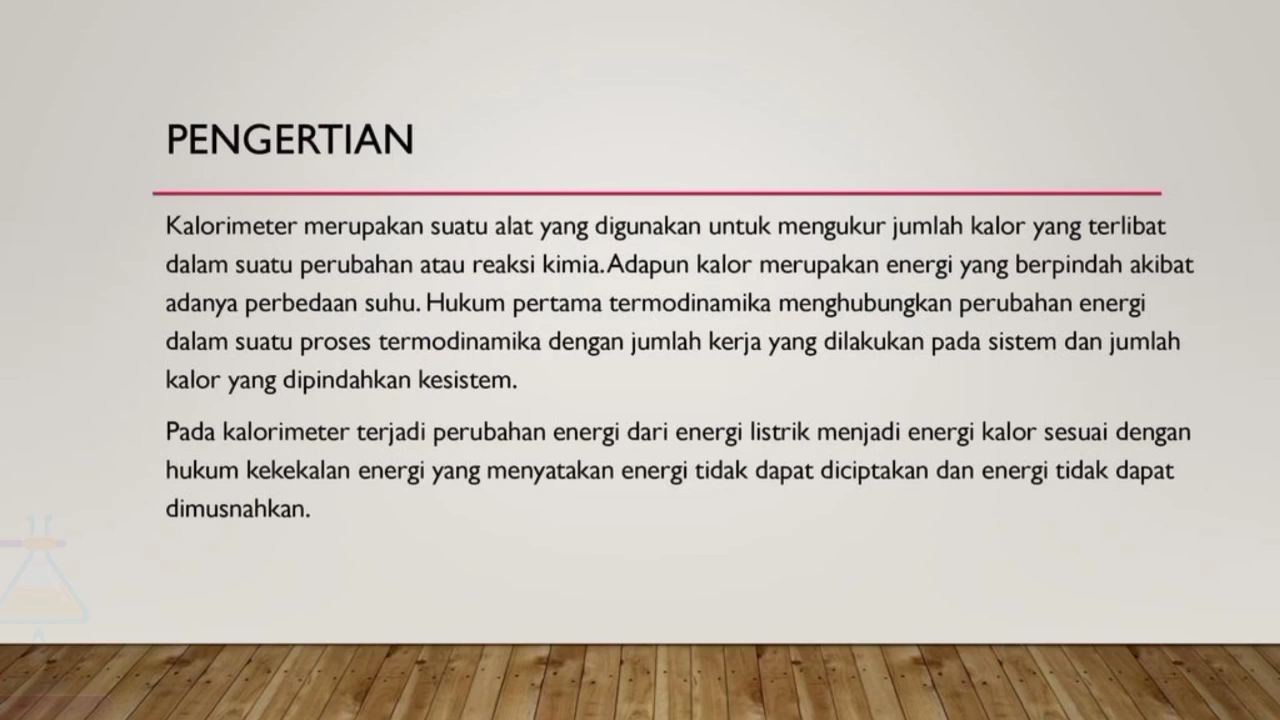 PENGERTIAN
Kalorimeter merupakan suatu alat yang digunakan untuk mengukur jumlah kalor yang terlibat
dalam suatu perubahan atau reaksi kimia. Adapun kalor merupakan energi yang berpindah akibat
adanya perbedaan suhu. Hukum pertama termodinamika menghubungkan perubahan energi
dalam suatu proses termodinamika dengan jumlah kerja yang dilakukan pada sistem dan jumlah
kalor yang dipindahkan kesistem.
Pada kalorimeter terjadi perubahan energi dari energi listrik menjadi energi kalor sesuai dengan
hukum kekekalan energi yang menyatakan energi tidak dapat diciptakan dan energi tidak dapat
dimusnahkan.